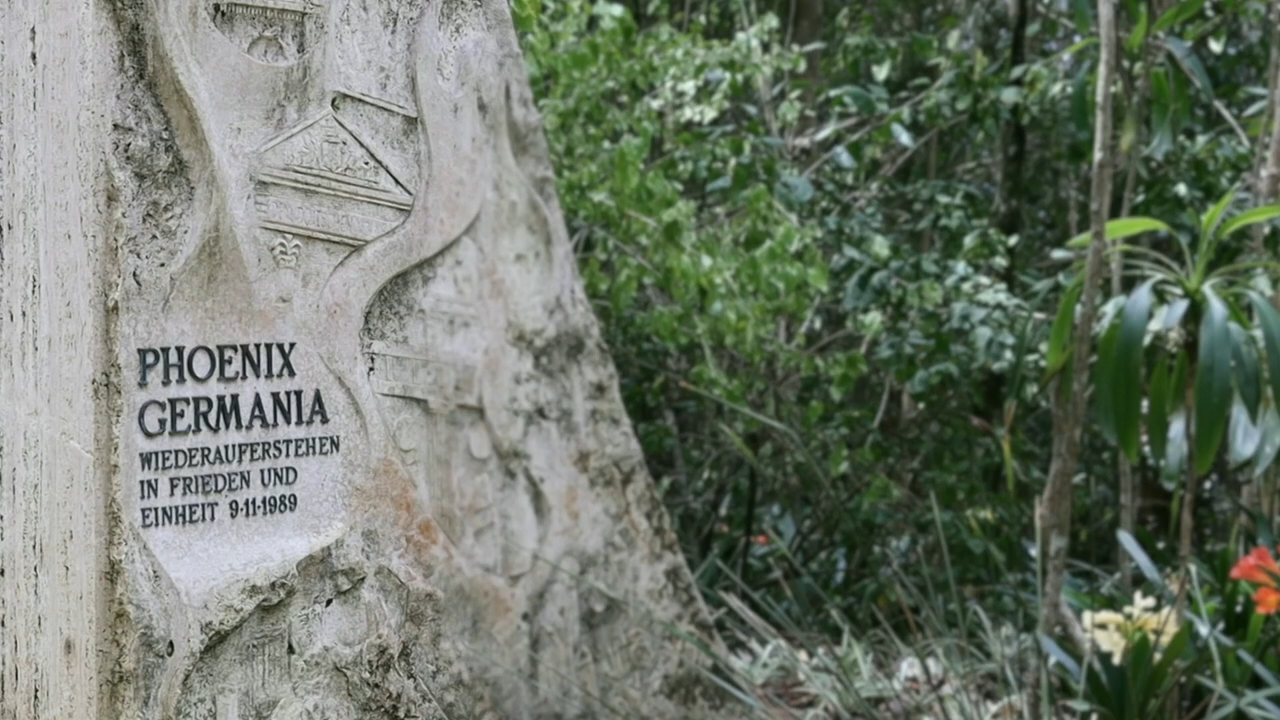 PHOENIX
GERMANIA
WIEDERAUFERSTEHEN
IN FRIEDEN UND
EINHEIT 9·11·1989